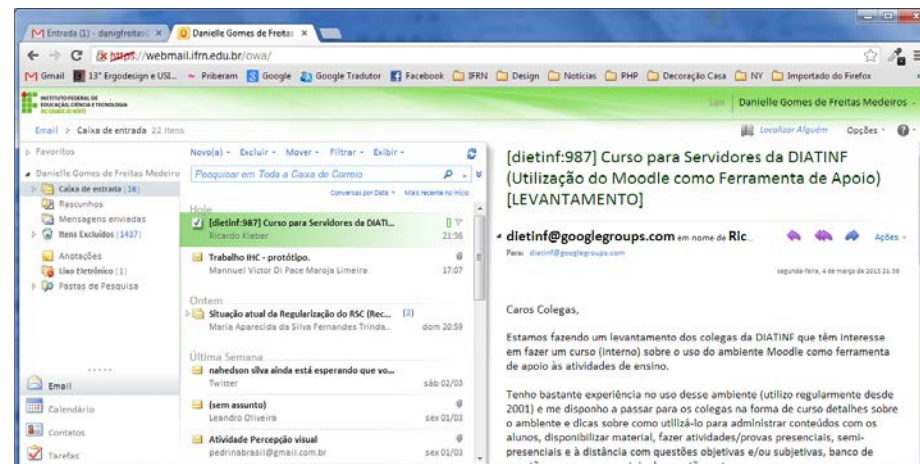 Entrada (1) - danigfreitas
Danielle Gomes de Freitas
https://webmail.ifrn.edu.br/owa/
Gmail 13° Ergodesign e USI... Priberam Google Google Tradutor Facebook IFRN Design Noticias PHP Decoração Casa NY Importado do Firefox
INSTITUTO FEDERAL DE
EDUCAÇÃO, CIÊNCIA E TECNOLOGIA
RIO GRANDE DO NORTE
sair Danielle Gomes de Freitas Medeiros
Email > Caixa de entrada 22 itens
Localizar Alguém Opções
Favoritos
Danielle Gomes de Freitas Medeiro
Caixa de entrada (16)
Rascunhos
Mensagens enviadas
Itens Excluídos (1437)
Anotações
Lixo Eletrônico (1)
Pastas de Pesquisa
Email
Calendário
Contatos
Tarefas
Novo(a) Excluir Mover Filtrar Exibir
Pesquisar em Toda a Caixa de Correio
Conversas por Data Mais recente no início
Hoje
[dietinf:987] Curso para Servidores da DIATI...
Ricardo Kleber 21:36
Trabalho IHC - protótipo.
Mannuel Victor Di Pace Maroja Limeira 17:07
Ontem
Situação atual da Regularização do RSC (Rec... (2)
Maria Aparecida da Silva Fernandes Trinda... dom 20:59
Última Semana
nahedson silva ainda está esperando que vo...
Twitter sáb 02/03
(sem assunto)
Leandro Oliveira sex 01/03
Atividade Percepção visual
pedrinabrasil@gmail.com.br sex 01/03
[dietinf:987] Curso para Servidores da DIATINF
(Utilização do Moodle como Ferramenta de Apoio)
[LEVANTAMENTO]
dietinf@googlegroups.com em nome de Ric... Ações
Para: dietinf@googlegroups.com
segunda-feira, 4 de março de 2013 21:36
Caros Colegas,
Estamos fazendo um levantamento dos colegas da DIATINF que têm interesse
em fazer um curso (interno) sobre o uso do ambiente Moodle como ferramenta
de apoio às atividades de ensino.
Tenho bastante experiência no uso desse ambiente (utilizo regularmente desde
2001) e me disponho a passar para os colegas na forma de curso detalhes sobre
o ambiente e dicas sobre como utilizá-lo para administrar conteúdos com os
alunos, disponibilizar material, fazer atividades/provas presenciais, semi-
presenciais e à distância com questões objetivas e/ou subjetivas, banco de